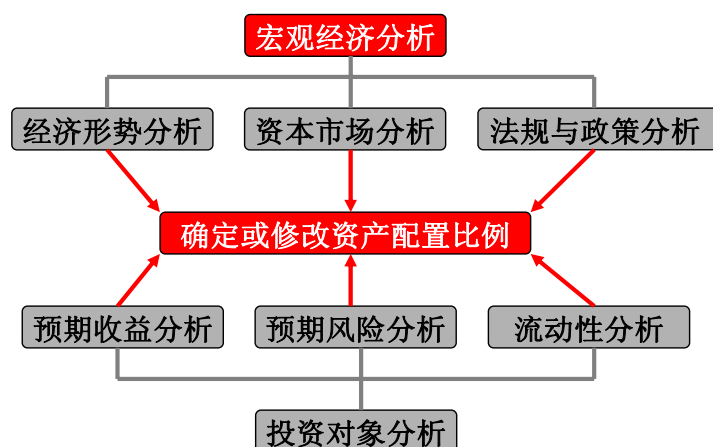 宏观经济分析
经济形势分析
资本市场分析
法规与政策分析
确定或修改资产配置比例
预期收益分析
预期风险分析
流动性分析
投资对象分析